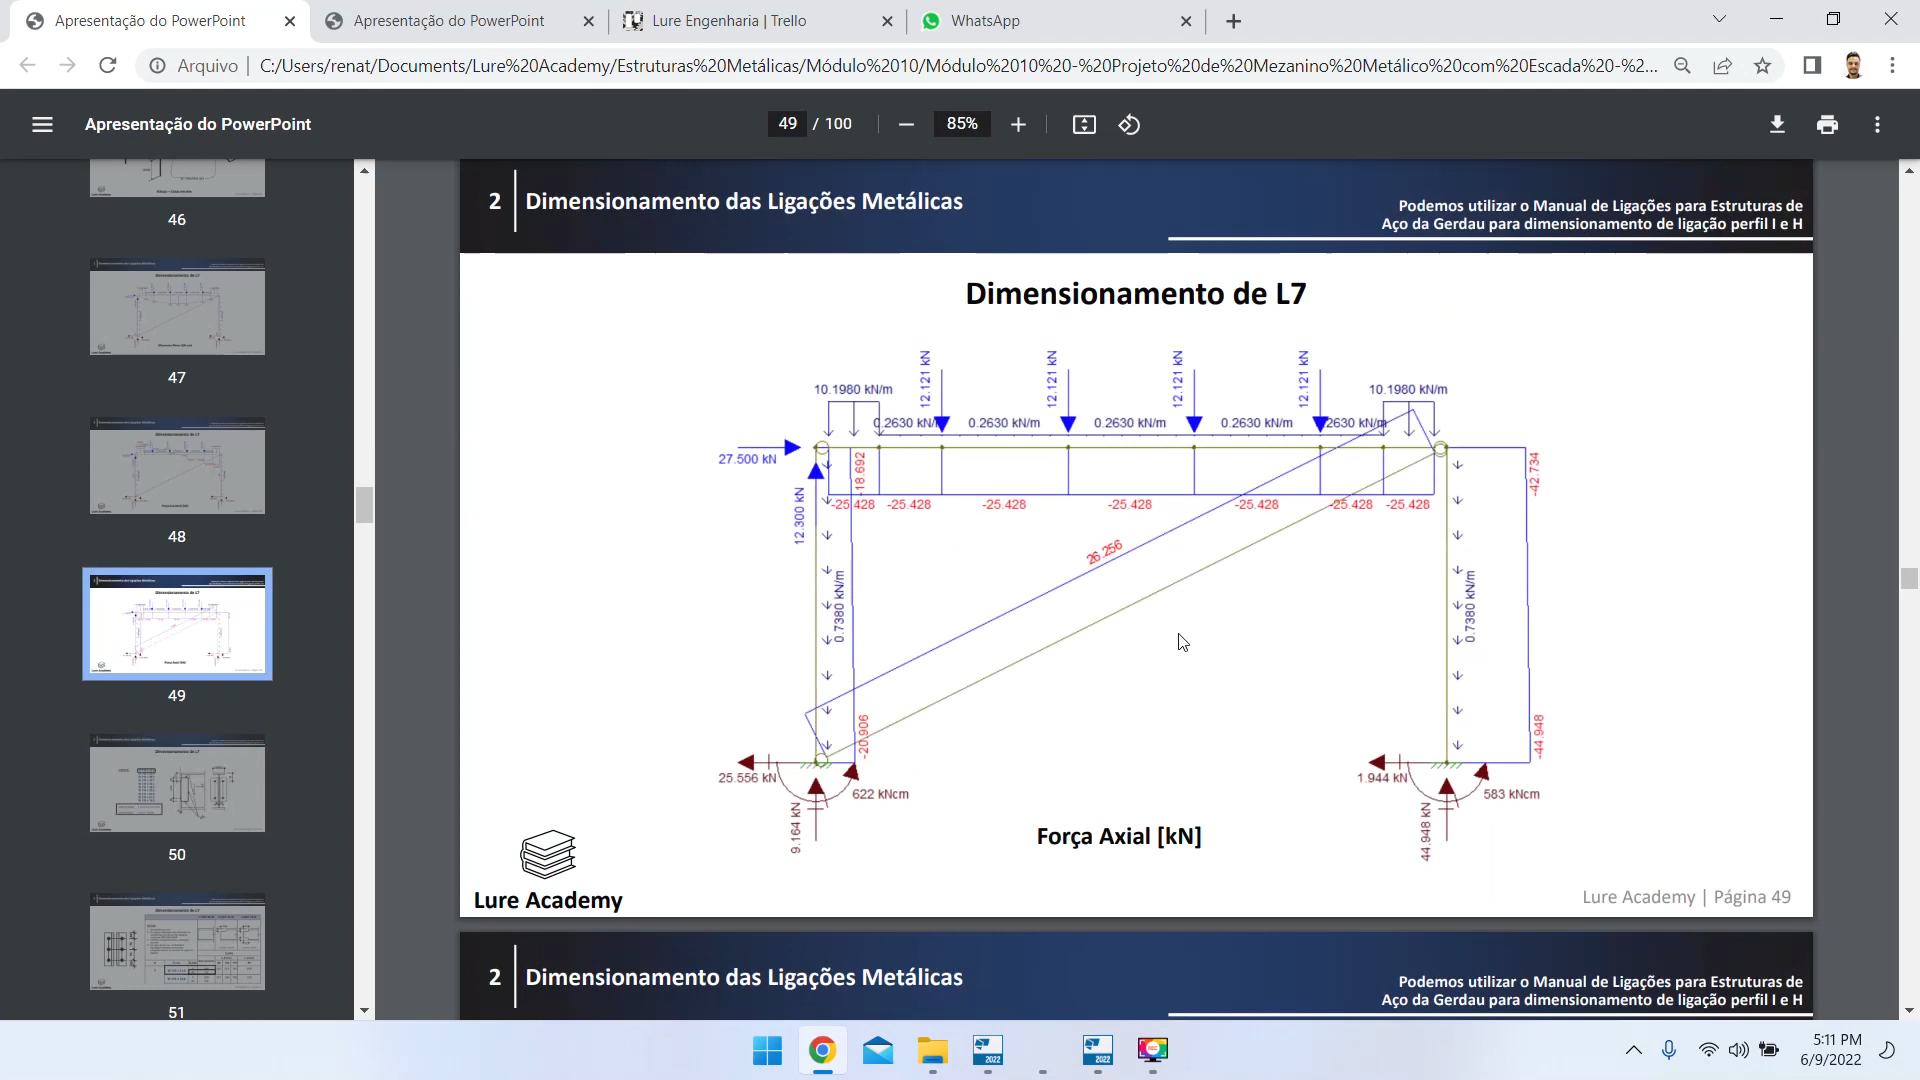 Apresentação do PowerPoint
Apresentação do PowerPoint
Lure Engenharia | Trello
WhatsApp
Arquivo | C:/Users/renat/Documents/Lure%20Academy/Estruturas%20Metálicas/Módulo%2010/Módulo%2010%20-%20Projeto%20de%20Mezanino%20Metálico%20com%20Escada%20-%2...
Apresentação do PowerPoint
49 / 100
85%
46
47
48
49
50
51
2 | Dimensionamento das Ligações Metálicas
Podemos utilizar o Manual de Ligações para Estruturas de
Aço da Gerdau para dimensionamento de ligação perfil I e H
Dimensionamento de L7
12.121 kN
12.121 kN
12.121 kN
12.121 kN
10.1980 kN/m
10.1980 kN/m
0.2630 kN/m
0.2630 kN/m
0.2630 kN/m
0.2630 kN/m
27.500 kN
-18.692
-42.734
-25.428
-25.428
-25.428
-25.428
-25.428
-25.428
-25.428
12.300 kN
26.256
0.7380 kN/m
0.7380 kN/m
-20.906
-44.948
25.556 kN
622 kNcm
9.164 kN
1.944 kN
583 kNcm
44.948 kN
Força Axial [kN]
Lure Academy
Lure Academy | Página 49
2 | Dimensionamento das Ligações Metálicas
Podemos utilizar o Manual de Ligações para Estruturas de
Aço da Gerdau para dimensionamento de ligação perfil I e H
2022
2022
5:11 PM
6/9/2022